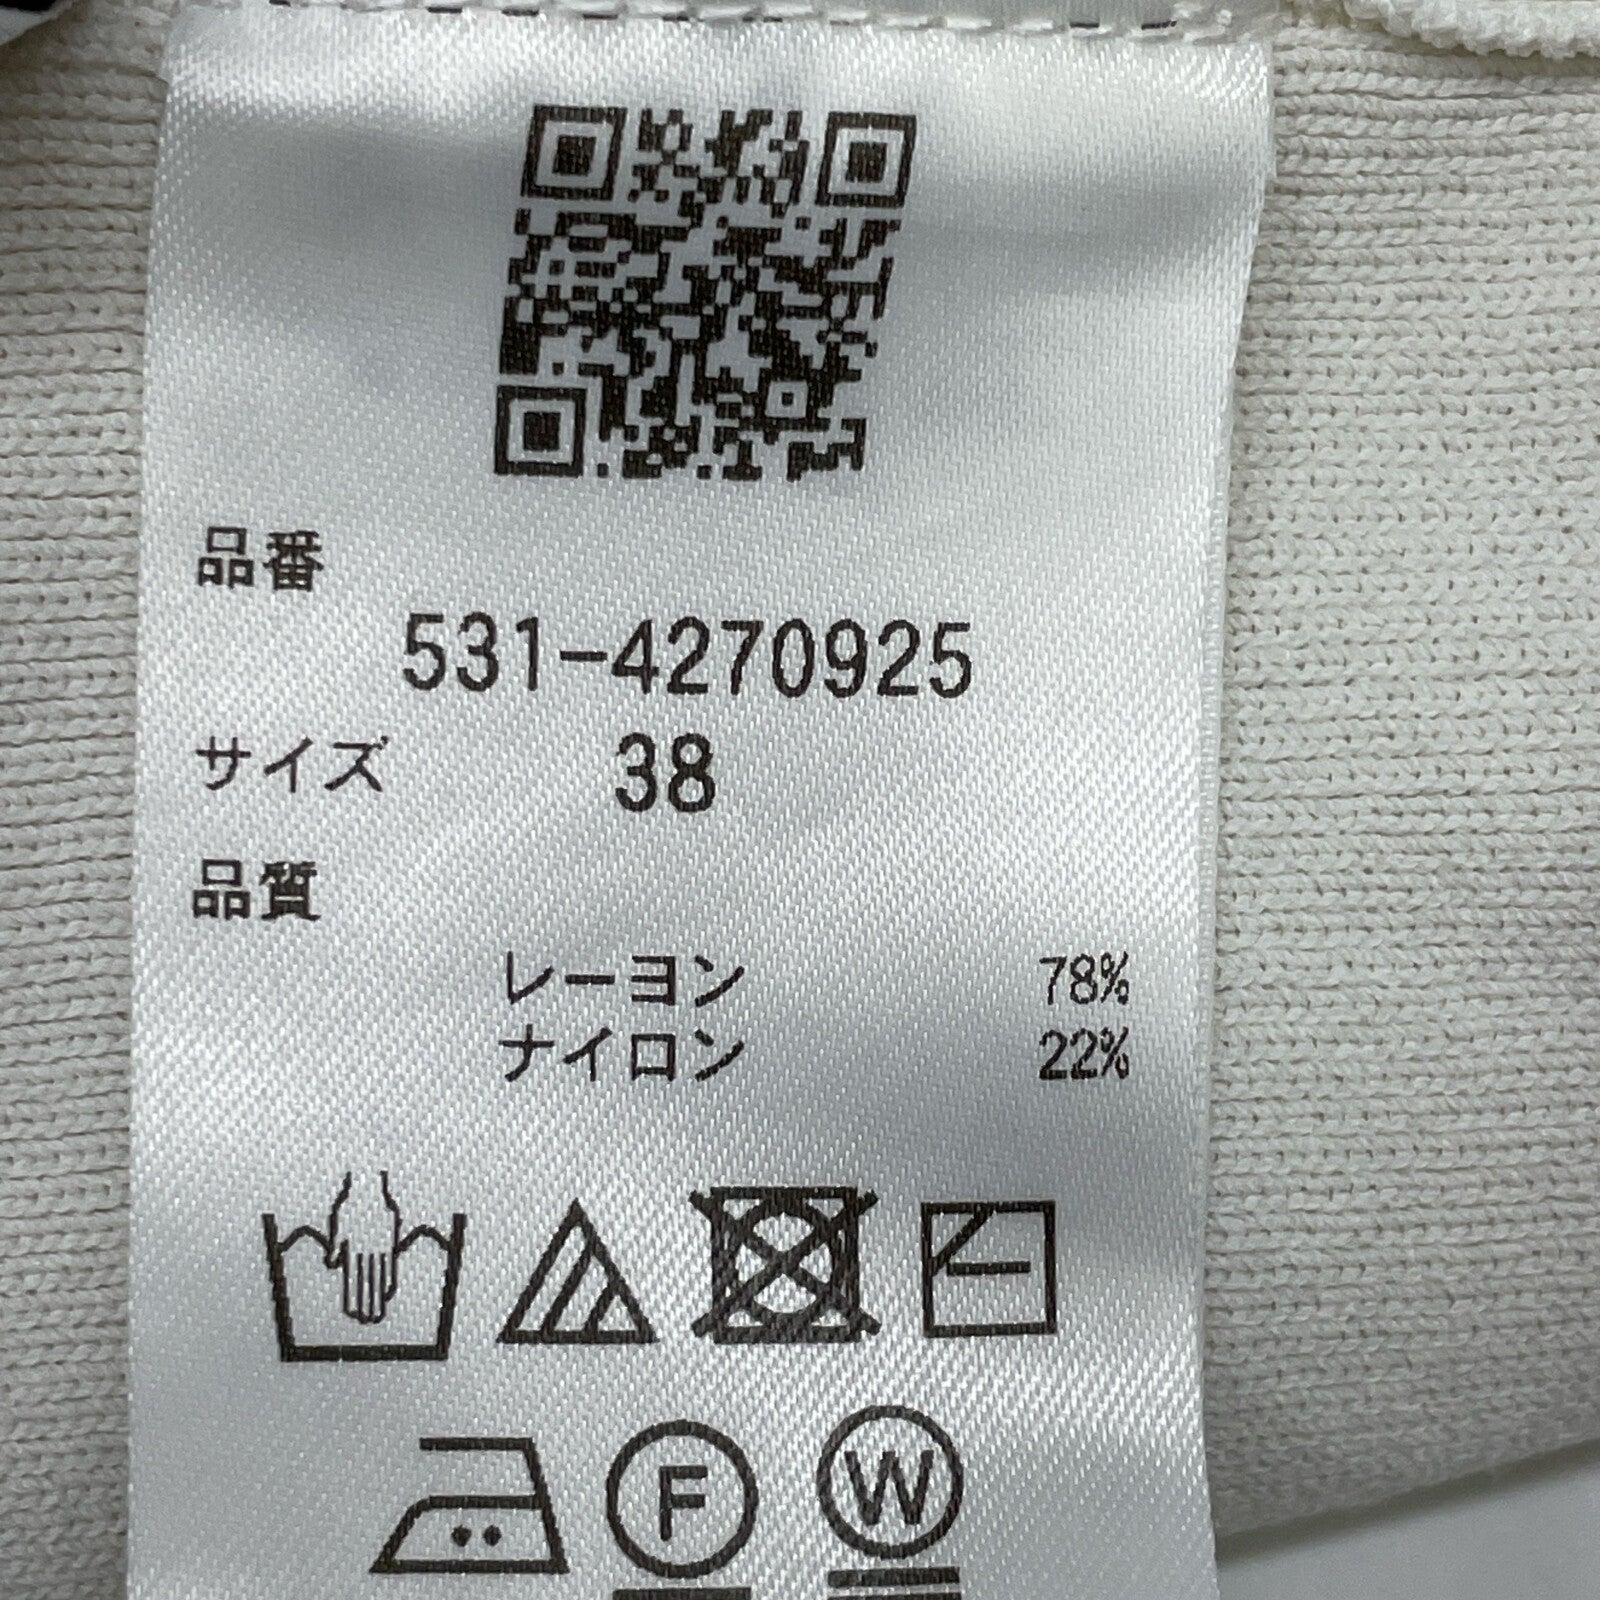 品番
531-4270925
サイズ 38
品質
レーヨン 78%
ナイロン 22%
F W